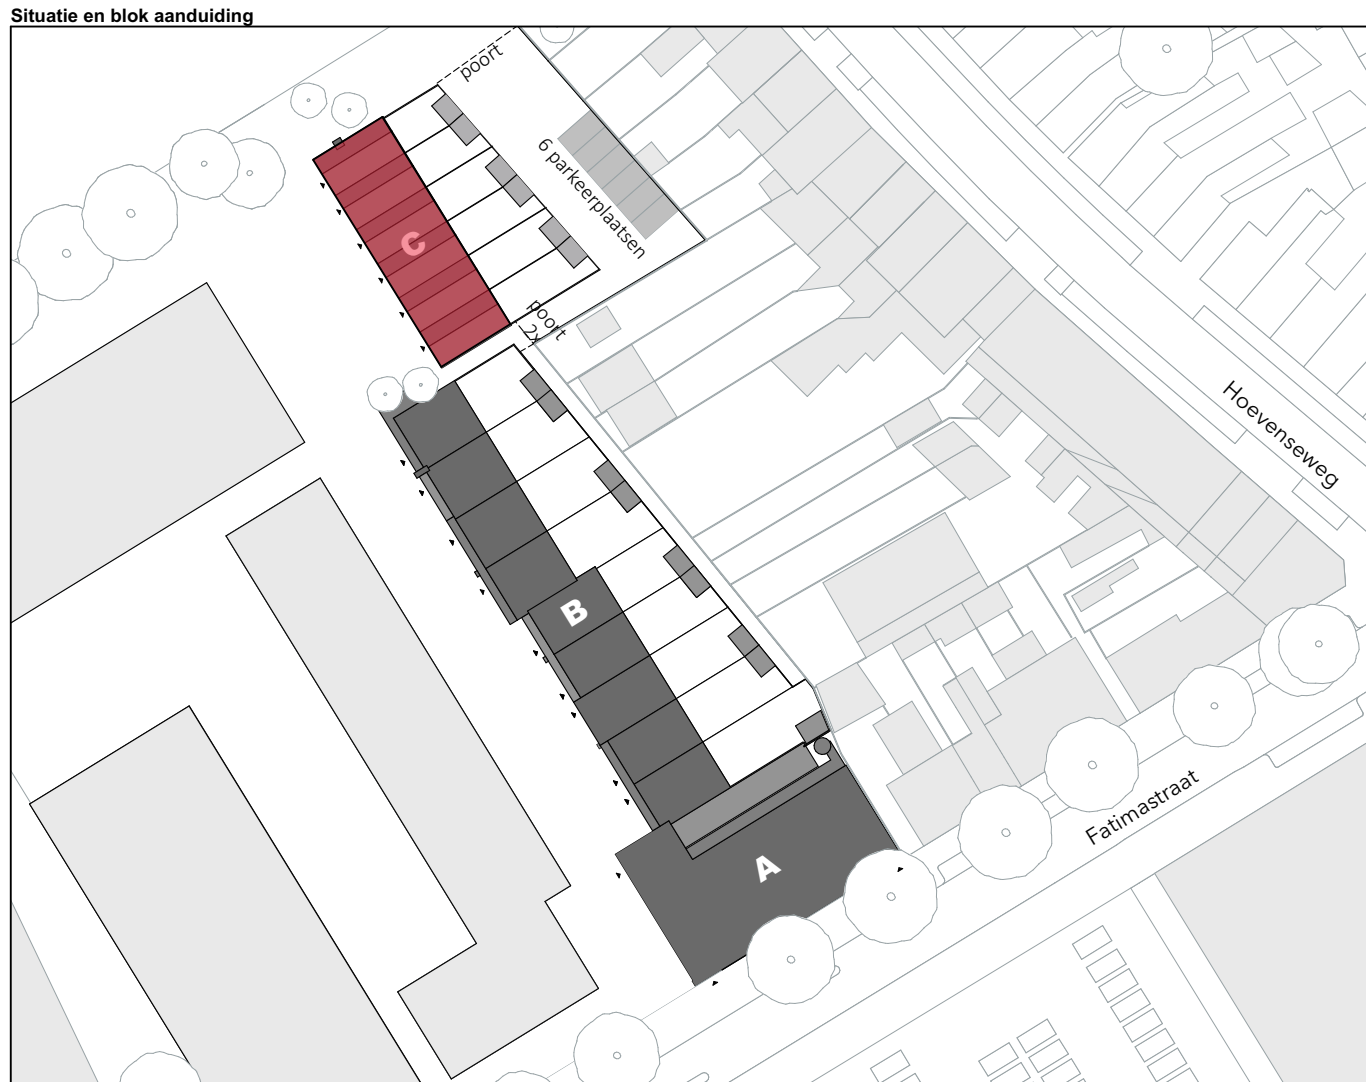 Situatie en blok aanduiding
poort
6 parkeerplaatsen
C
poort
2x
Hoevenseweg
B
Fatimastraat
A